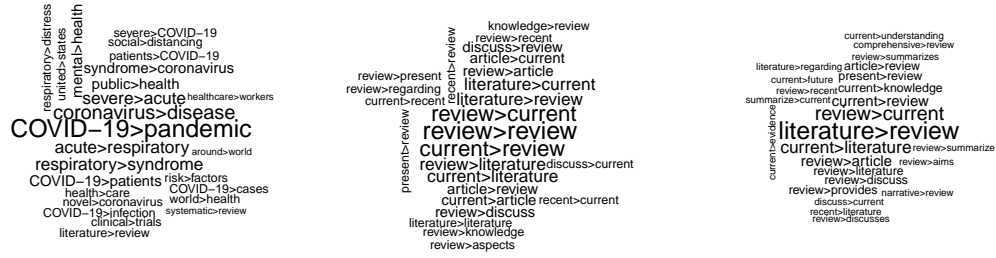 respiratory>distress
united>states
mental>health
severe>COVID−19
social>distancing
patients>COVID−19
syndrome>coronavirus
public>health
severe>acute
healthcare>workers
coronavirus>disease
COVID−19>pandemic
acute>respiratory
around>world
respiratory>syndrome
COVID−19>patients
risk>factors
health>care
COVID−19>cases
novel>coronavirus
world>health
COVID−19>infection
systematic>review
clinical>trials
literature>review
knowledge>review
review>recent
recent>review
discuss>review
article>current
review>present
review>article
review>regarding
literature>current
current>recent
literature>review
review>current
present>review
review>review
current>review
review>literature
discuss>current
current>literature
article>review
current>article
recent>current
review>discuss
literature>literature
review>knowledge
review>aspects
current>understanding
comprehensive>review
review>summarizes
literature>regarding
article>review
current>future
present>review
review>recent
current>knowledge
summarize>current
current>review
review>current
current>evidence
literature>review
current>literature
review>summarize
review>article
review>aims
review>literature
review>discuss
review>provides
narrative>review
discuss>current
recent>literature
review>discusses